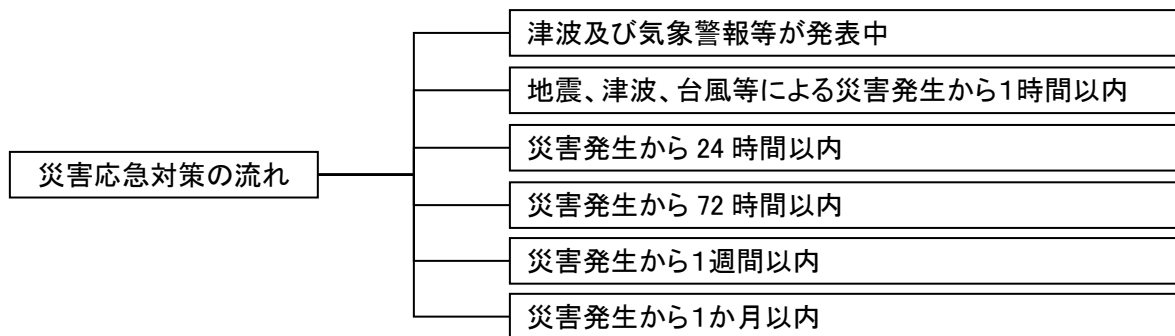 災害応急対策の流れ
津波及び気象警報等が発表中
地震、津波、台風等による災害発生から１時間以内
災害発生から 24 時間以内
災害発生から 72 時間以内
災害発生から１週間以内
災害発生から１か月以内